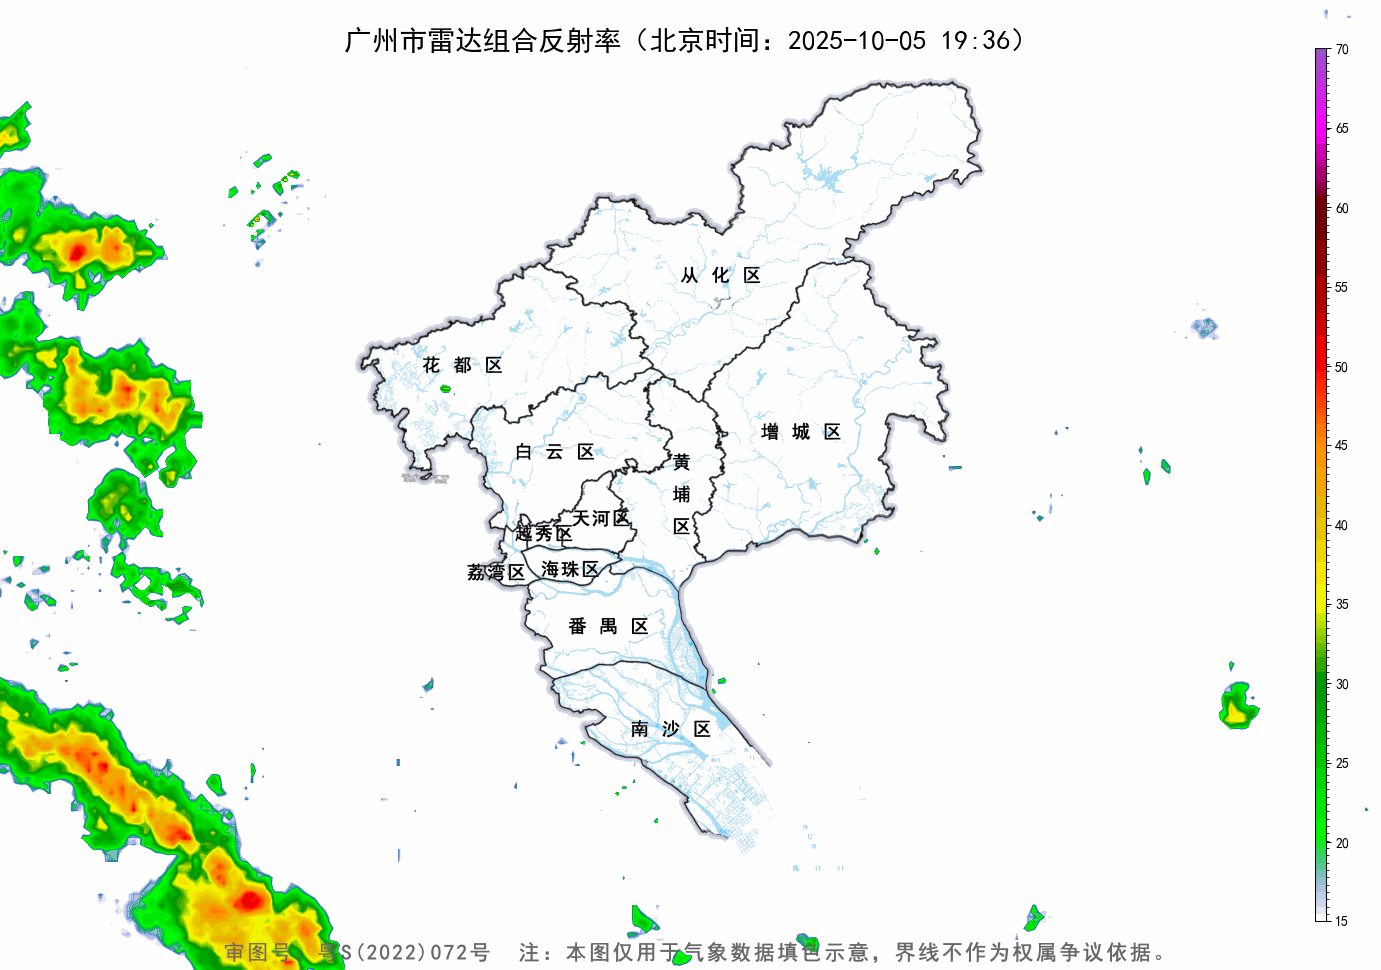 广州市雷达组合反射率（北京时间：2025-10-05 19:36）
70
65
60
55
50
45
40
35
30
25
20
15
从化区
花都区
增城区
白云区
黄埔区
天河区
越秀区
海珠区
荔湾区
番禺区
南沙区
审图号：粤S(2022)072号 注：本图仅用于气象数据填色示意，界线不作为权属争议依据。